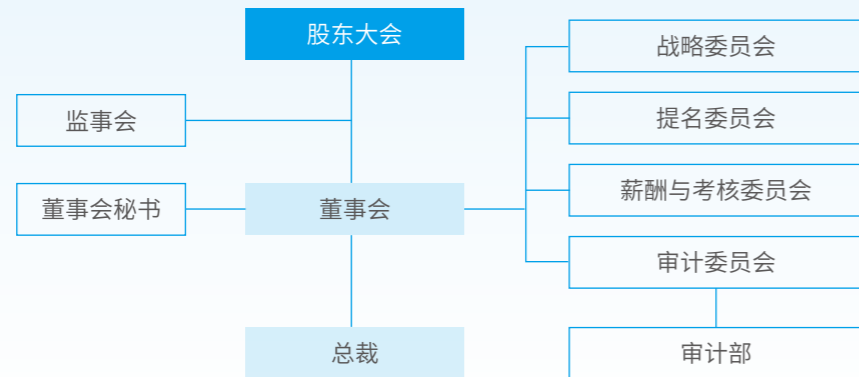 股东大会
战略委员会
监事会
提名委员会
董事会秘书
董事会
薪酬与考核委员会
审计委员会
总裁
审计部